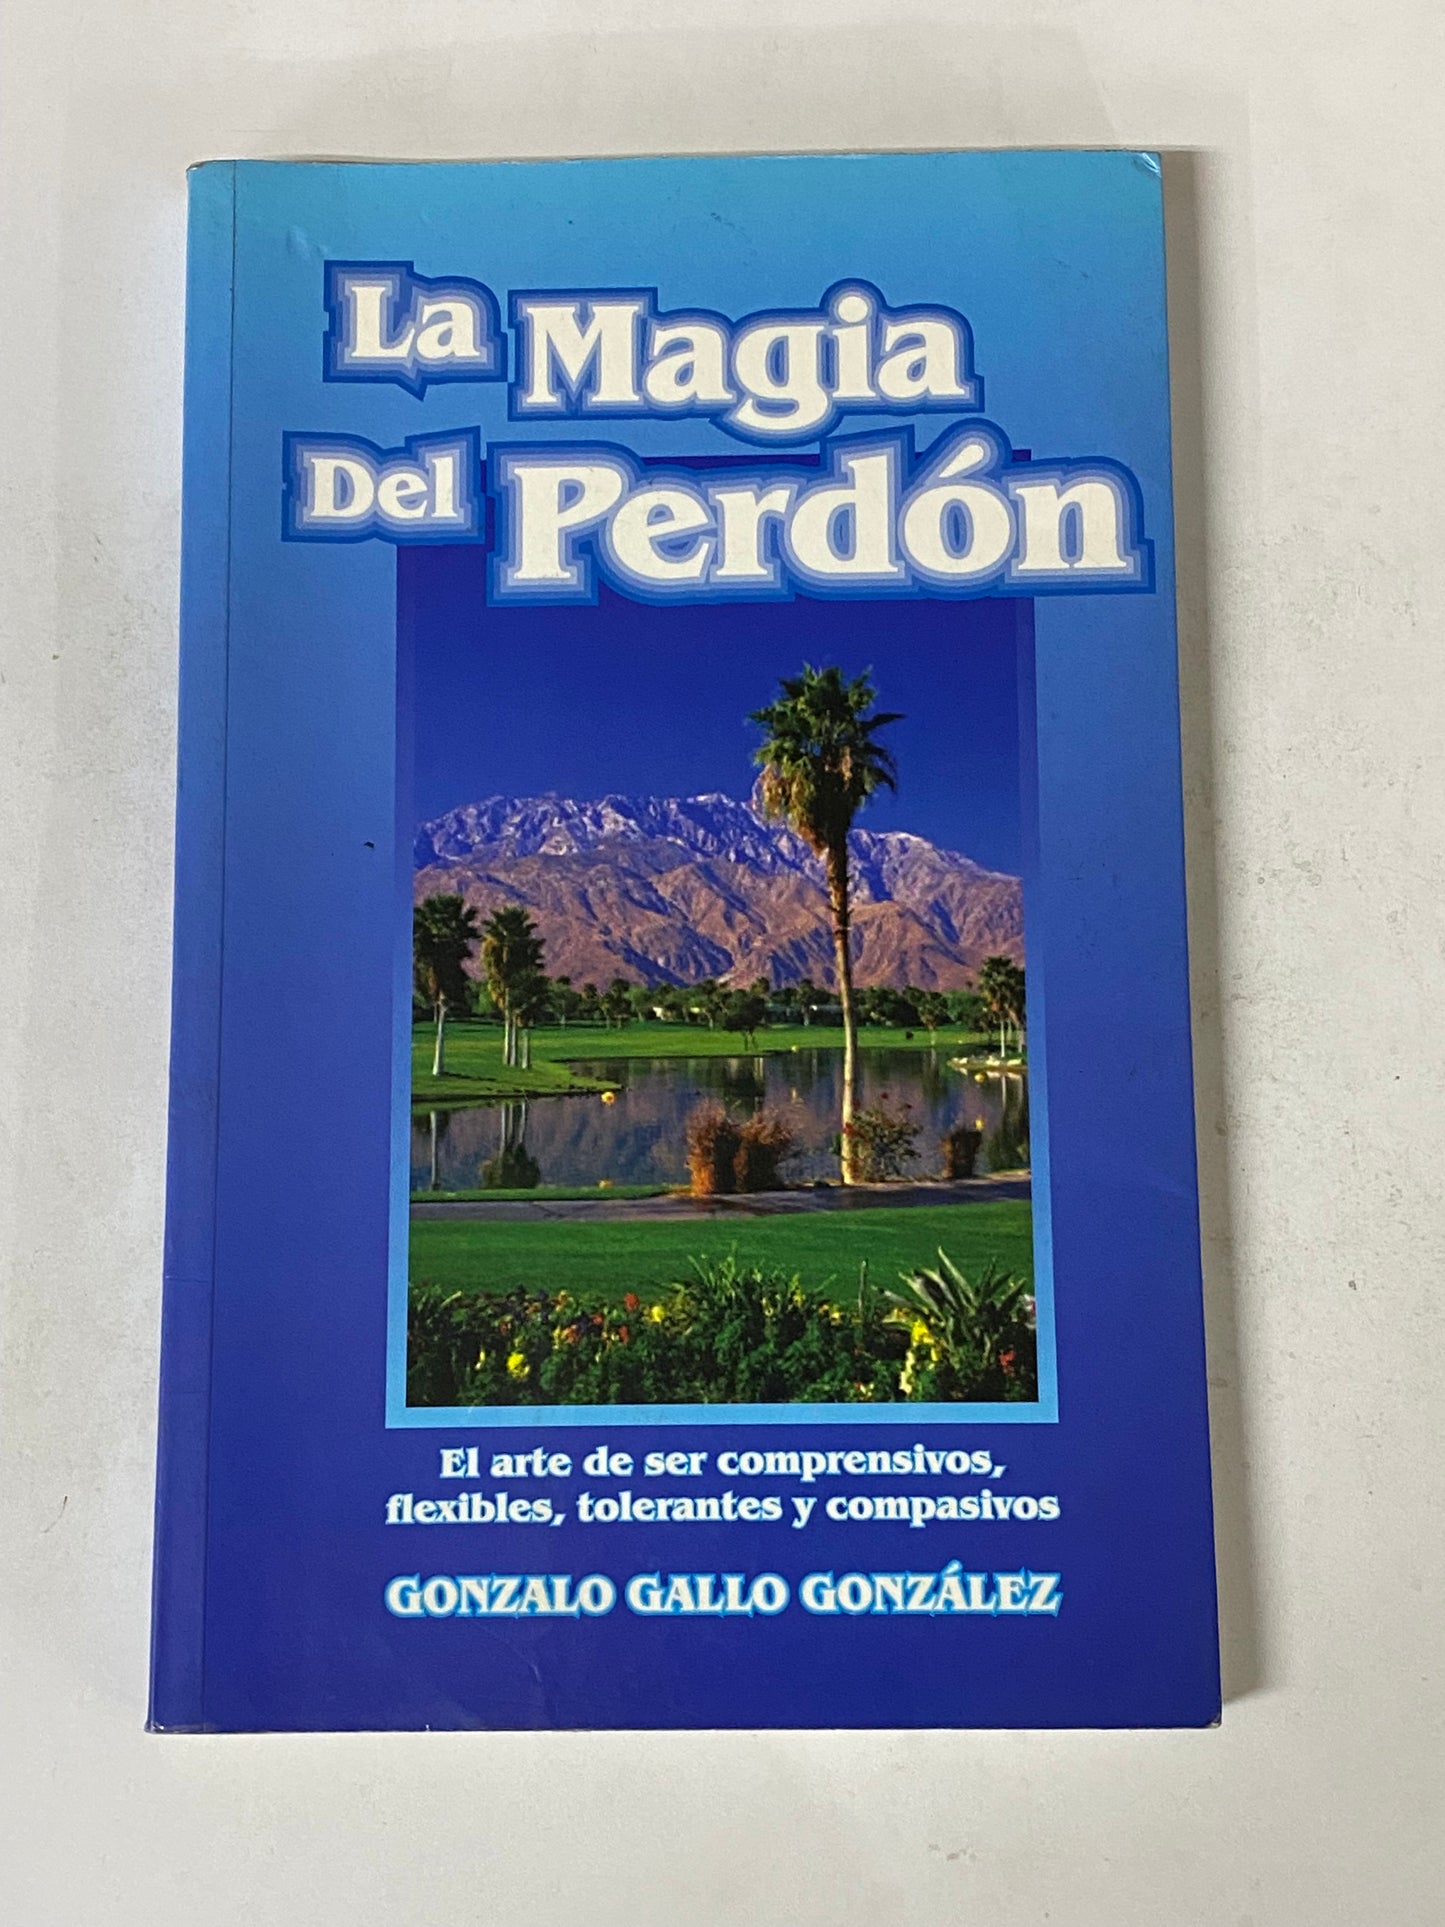 La Magia
Del Perdón
El arte de ser comprensivos,
flexibles, tolerantes y compasivos
GONZALO GALLO GONZÁLEZ